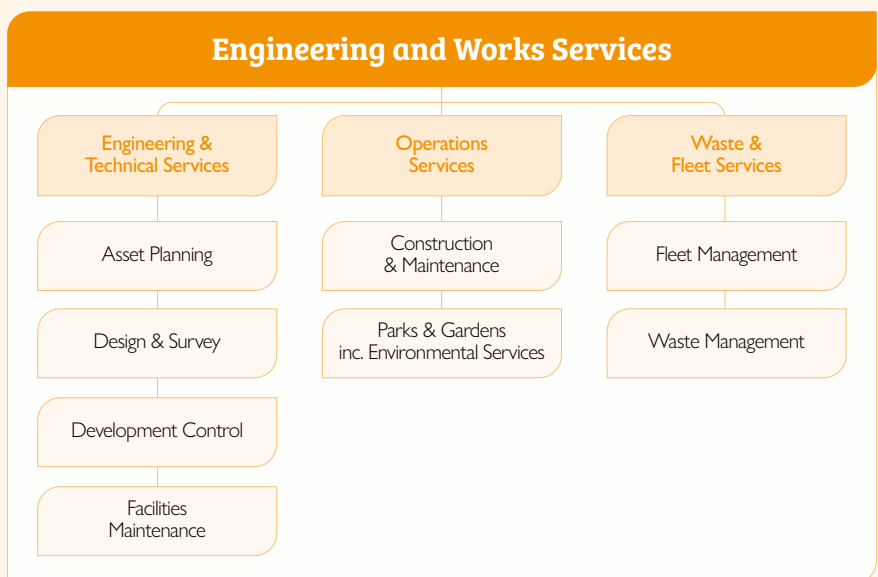 Engineering and Works Services
Engineering &
Technical Services
Asset Planning
Design & Survey
Development Control
Facilities
Maintenance
Operations
Services
Construction
& Maintenance
Parks & Gardens
inc. Environmental Services
Waste &
Fleet Services
Fleet Management
Waste Management